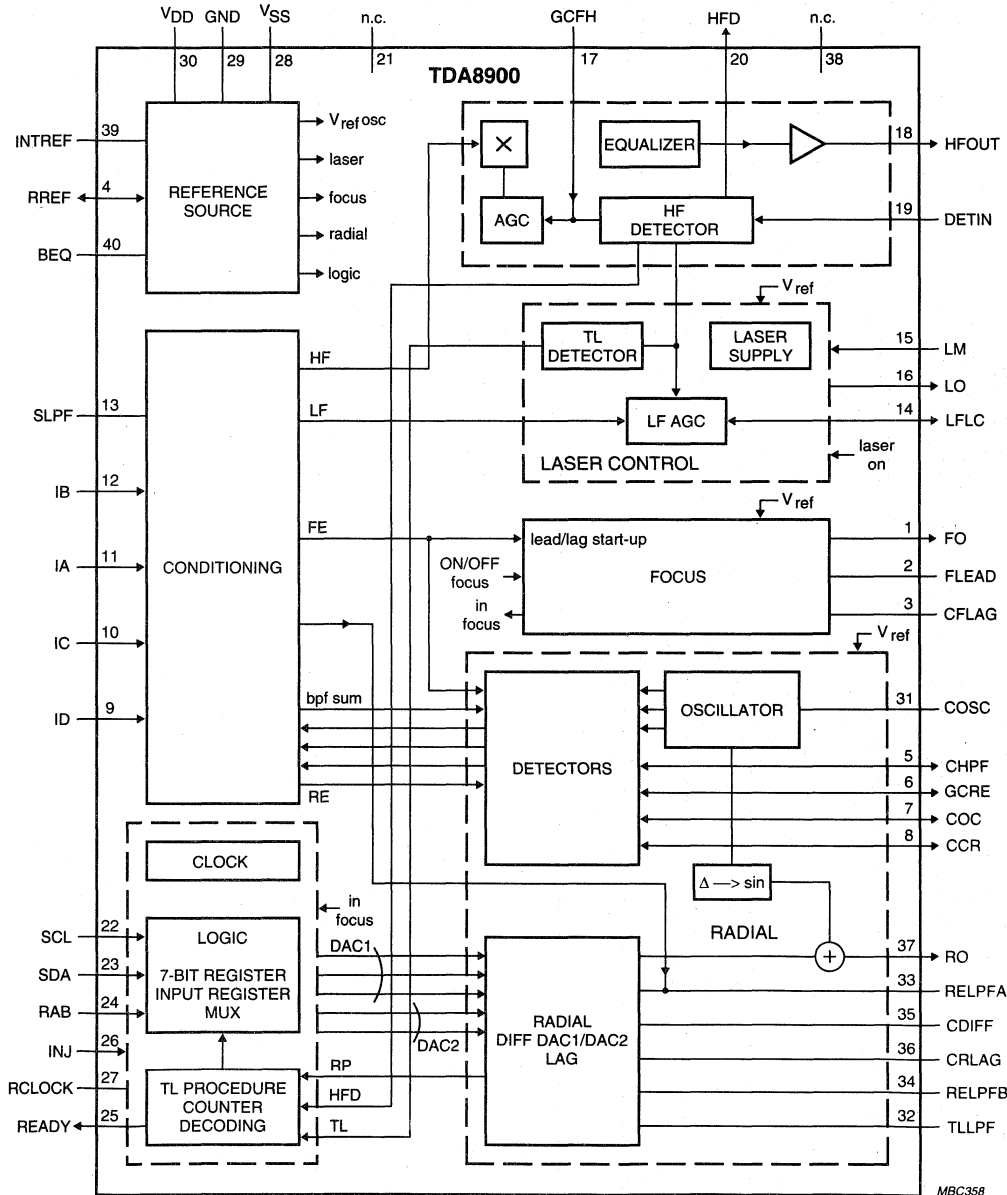 VDD GND VSS n.c. GCFH HFD n.c.
30 29 28 21 17 20 38
TDA8900
INTREF 39
RREF 4
BEQ 40
REFERENCE
SOURCE
Vref osc
laser
focus
radial
logic
X
EQUALIZER
AGC
HF
DETECTOR
18 HFOUT
19 DETIN
Vref
TL
DETECTOR
LASER
SUPPLY
LF AGC
LASER CONTROL
15 LM
16 LO
14 LFLC
laser
on
SLPF 13
IB 12
IA 11
IC 10
ID 9
CONDITIONING
HF
LF
FE
bpf sum
RE
Vref
lead/lag start-up
FOCUS
ON/OFF
focus
in
focus
1 FO
2 FLEAD
3 CFLAG
Vref
DETECTORS
OSCILLATOR
31 COSC
5 CHPF
6 GCRE
7 COC
8 CCR
Δ —> sin
RADIAL
+
CLOCK
in
focus
SCL 22
SDA 23
RAB 24
INJ 26
RCLOCK 27
READY 25
LOGIC
7-BIT REGISTER
INPUT REGISTER
MUX
TL PROCEDURE
COUNTER
DECODING
DAC1
DAC2
RP
HFD
TL
RADIAL
DIFF DAC1/DAC2
LAG
37 RO
33 RELPFA
35 CDIFF
36 CRLAG
34 RELPFB
32 TLLPF
MBC358